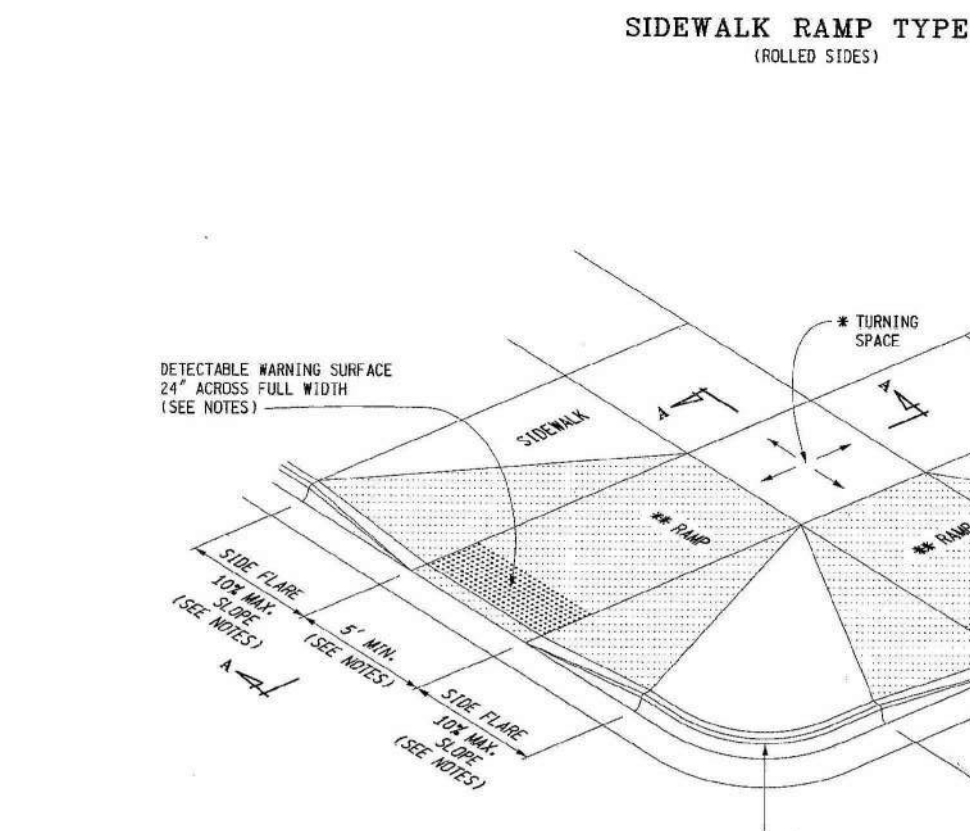 SIDEWALK RAMP TYPE
(ROLLED SIDES)
* TURNING
SPACE
DETECTABLE WARNING SURFACE
24" ACROSS FULL WIDTH
(SEE NOTES)
SIDEWALK
A
A
** RAMP
** RAMP
SIDE FLARE
10% MAX.
SLOPE
(SEE NOTES)
5' MIN.
(SEE NOTES)
A
SIDE FLARE
10% MAX.
SLOPE
(SEE NOTES)